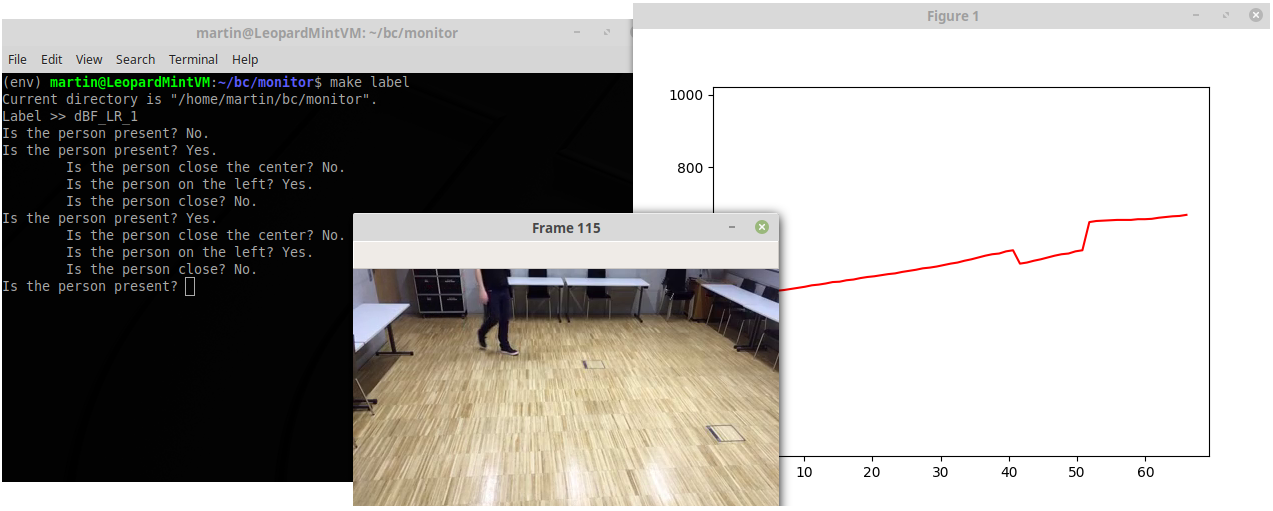 martin@LeopardMintVM: ~/bc/monitor
File Edit View Search Terminal Help
(env) martin@LeopardMintVM:~/bc/monitor$ make label
Current directory is "/home/martin/bc/monitor".
Label >> dBF_LR_1
Is the person present? No.
Is the person present? Yes.
Is the person close the center? No.
Is the person on the left? Yes.
Is the person close? No.
Is the person present? Yes.
Is the person close the center? No.
Is the person on the left? Yes.
Is the person close? No.
Is the person present?
Frame 115
Figure 1
1000
800
10 20 30 40 50 60